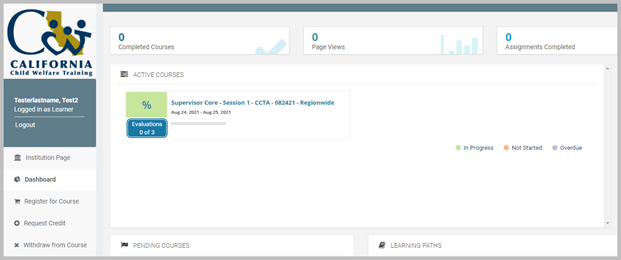 CALIFORNIA
Child Welfare Training
Testerlastname, Test2
Logged in as Learner
Logout
Institution Page
Dashboard
Register for Course
Request Credit
Withdraw from Course
0
Completed Courses
0
Page Views
0
Assignments Completed
ACTIVE COURSES
%
Evaluations
0 of 3
Supervisor Core - Session 1 - CCTA - 082421 - Regionwide
Aug 24, 2021 - Aug 25, 2021
In Progress
Not Started
Overdue
PENDING COURSES
LEARNING PATHS